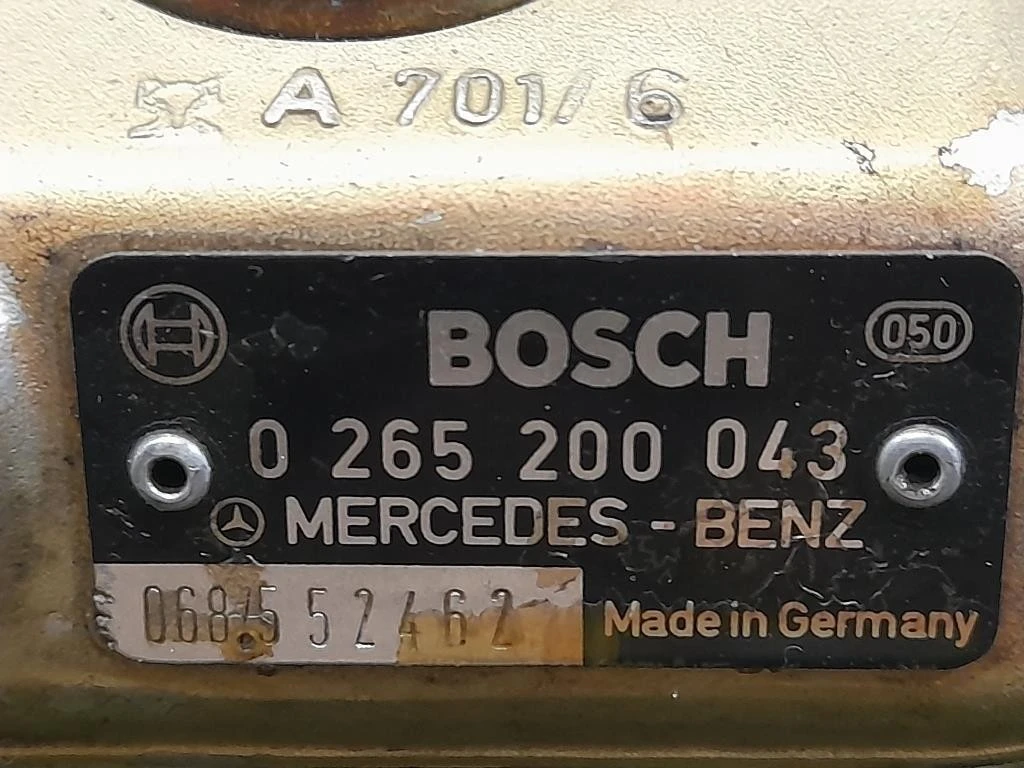 A 701/6
BOSCH 050
0 265 200 043
MERCEDES - BENZ
Made in Germany